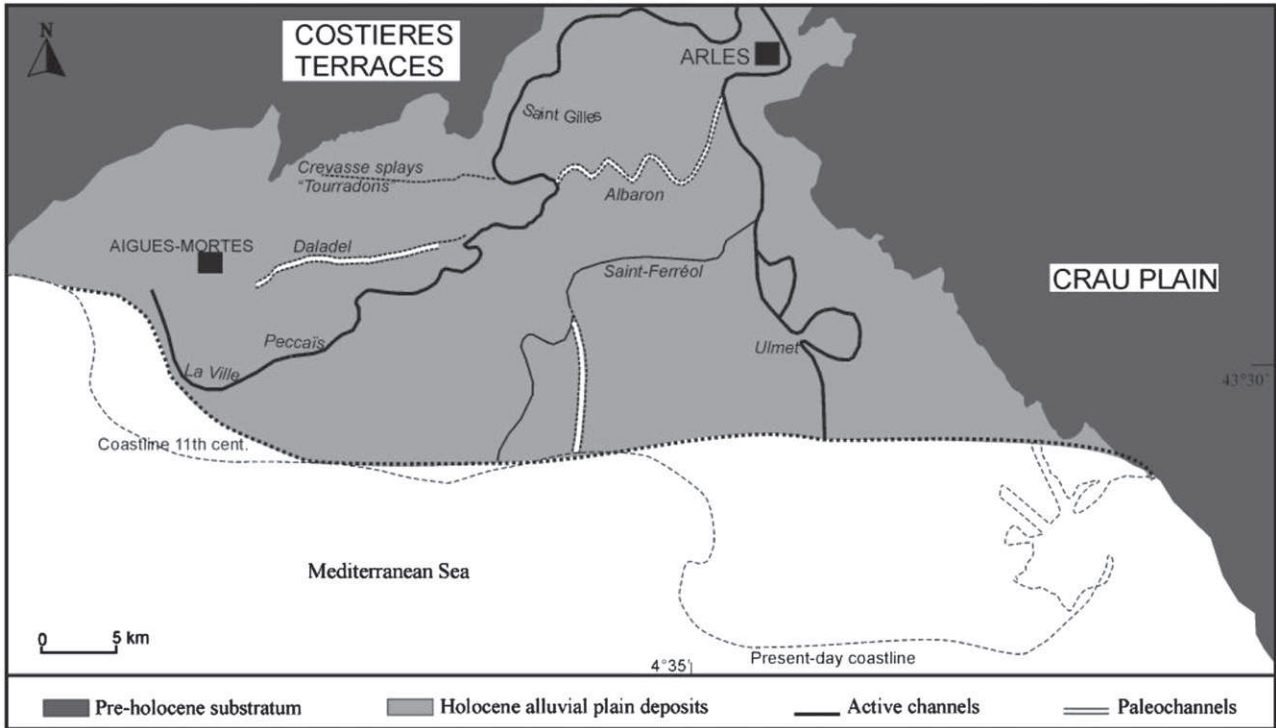 N
COSTIERES
TERRACES
ARLES
Saint Gilles
Crevasse splays
"Tourradons"
Albaron
AIGUES-MORTES
Daladel
Saint-Ferréol
CRAU PLAIN
Peccaïs
Ulmet
La Ville
43°30'
Coastline 11th cent.
Mediterranean Sea
0 5 km
4°35'
Present-day coastline
Pre-holocene substratum
Holocene alluvial plain deposits
Active channels
Paleochannels